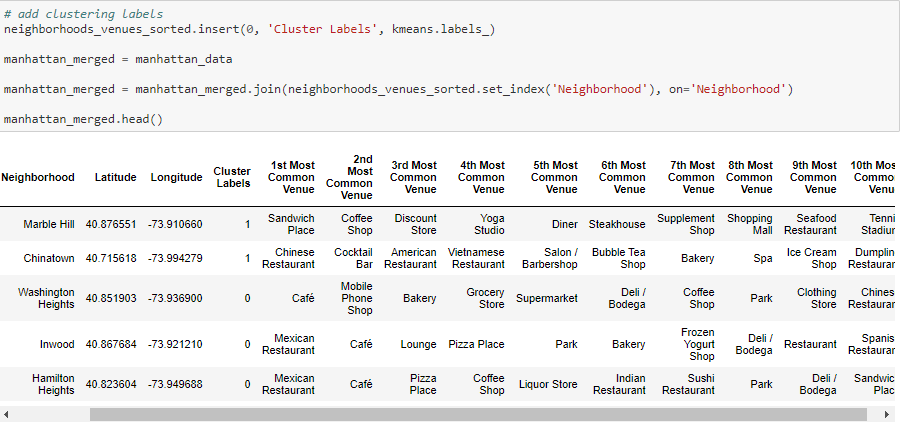 # add clustering labels
neighborhoods_venues_sorted.insert(0, 'Cluster Labels', kmeans.labels_)
manhattan_merged = manhattan_data
manhattan_merged = manhattan_merged.join(neighborhoods_venues_sorted.set_index('Neighborhood'), on='Neighborhood')
manhattan_merged.head()
Neighborhood Latitude Longitude Cluster Labels 1st Most Common Venue 2nd Most Common Venue 3rd Most Common Venue 4th Most Common Venue 5th Most Common Venue 6th Most Common Venue 7th Most Common Venue 8th Most Common Venue 9th Most Common Venue 10th Mos Common Venu
Marble Hill 40.876551 -73.910660 1 Sandwich Place Coffee Shop Discount Store Yoga Studio Diner Steakhouse Supplement Shop Shopping Mall Seafood Restaurant Tenni Stadiur
Chinatown 40.715618 -73.994279 1 Chinese Restaurant Cocktail Bar American Restaurant Vietnamese Restaurant Salon / Barbershop Bubble Tea Shop Bakery Spa Ice Cream Shop Dumplin Restaurar
Washington Heights 40.851903 -73.936900 0 Café Mobile Phone Shop Bakery Grocery Store Supermarket Deli / Bodega Coffee Shop Park Clothing Store Chines Restaurar
Inwood 40.867684 -73.921210 0 Mexican Restaurant Café Lounge Pizza Place Park Bakery Frozen Yogurt Shop Deli / Bodega Restaurant Spanis Restaurar
Hamilton Heights 40.823604 -73.949688 0 Mexican Restaurant Café Pizza Place Coffee Shop Liquor Store Indian Restaurant Sushi Restaurant Park Deli / Bodega Sandwic Plac